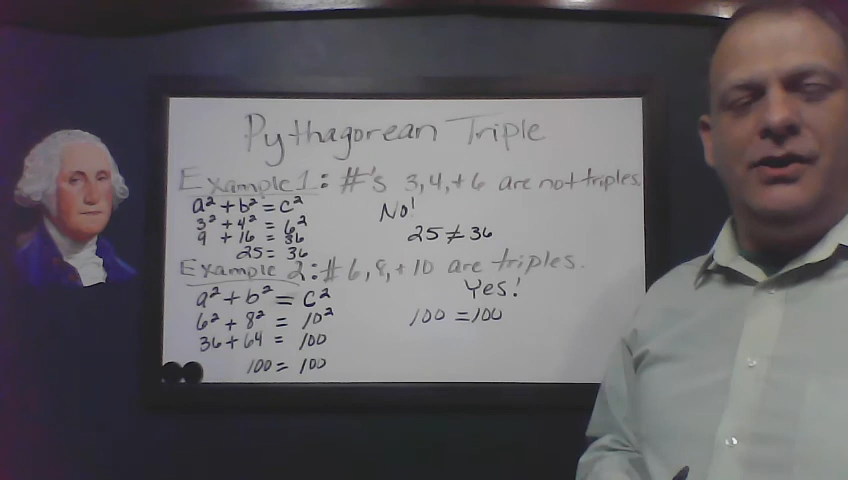 Pythagorean Triple
Example 1: #'s 3, 4, + 6 are not triples.
a² + b² = c² No!
3² + 4² = 6²
9 + 16 = 36 25 ≠ 36
25 = 36
Example 2: # 6, 8, + 10 are triples.
a² + b² = c² Yes!
6² + 8² = 10² 100 = 100
36 + 64 = 100
100 = 100